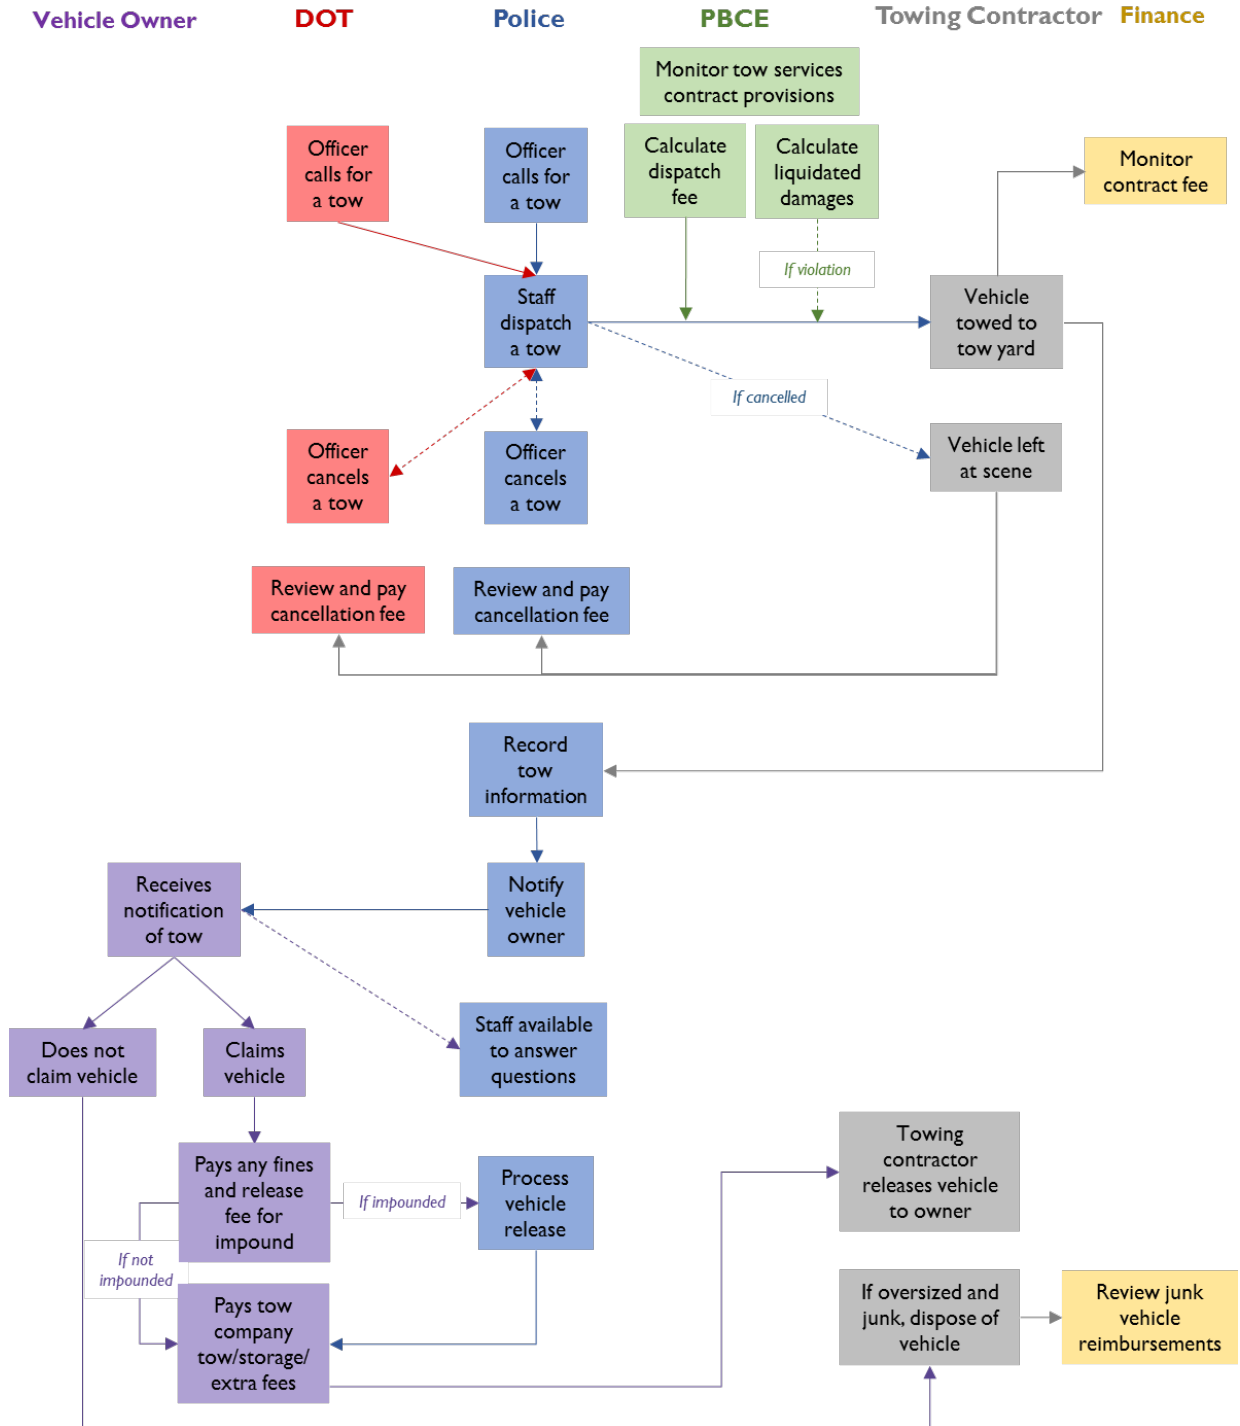 Vehicle Owner
DOT
Police
PBCE
Towing Contractor
Finance
Monitor tow services
contract provisions
Officer
calls for
a tow
Officer
calls for
a tow
Calculate
dispatch
fee
Calculate
liquidated
damages
Monitor
contract fee
If violation
Staff
dispatch
a tow
Vehicle
towed to
tow yard
If cancelled
Officer
cancels
a tow
Officer
cancels
a tow
Vehicle left
at scene
Review and pay
cancellation fee
Review and pay
cancellation fee
Record
tow
information
Receives
notification
of tow
Notify
vehicle
owner
Staff available
to answer
questions
Does not
claim vehicle
Claims
vehicle
Pays any fines
and release
fee for
impound
If impounded
Process
vehicle
release
Towing
contractor
releases vehicle
to owner
If not
impounded
Pays tow
company
tow/storage/
extra fees
If oversized and
junk, dispose of
vehicle
Review junk
vehicle
reimbursements